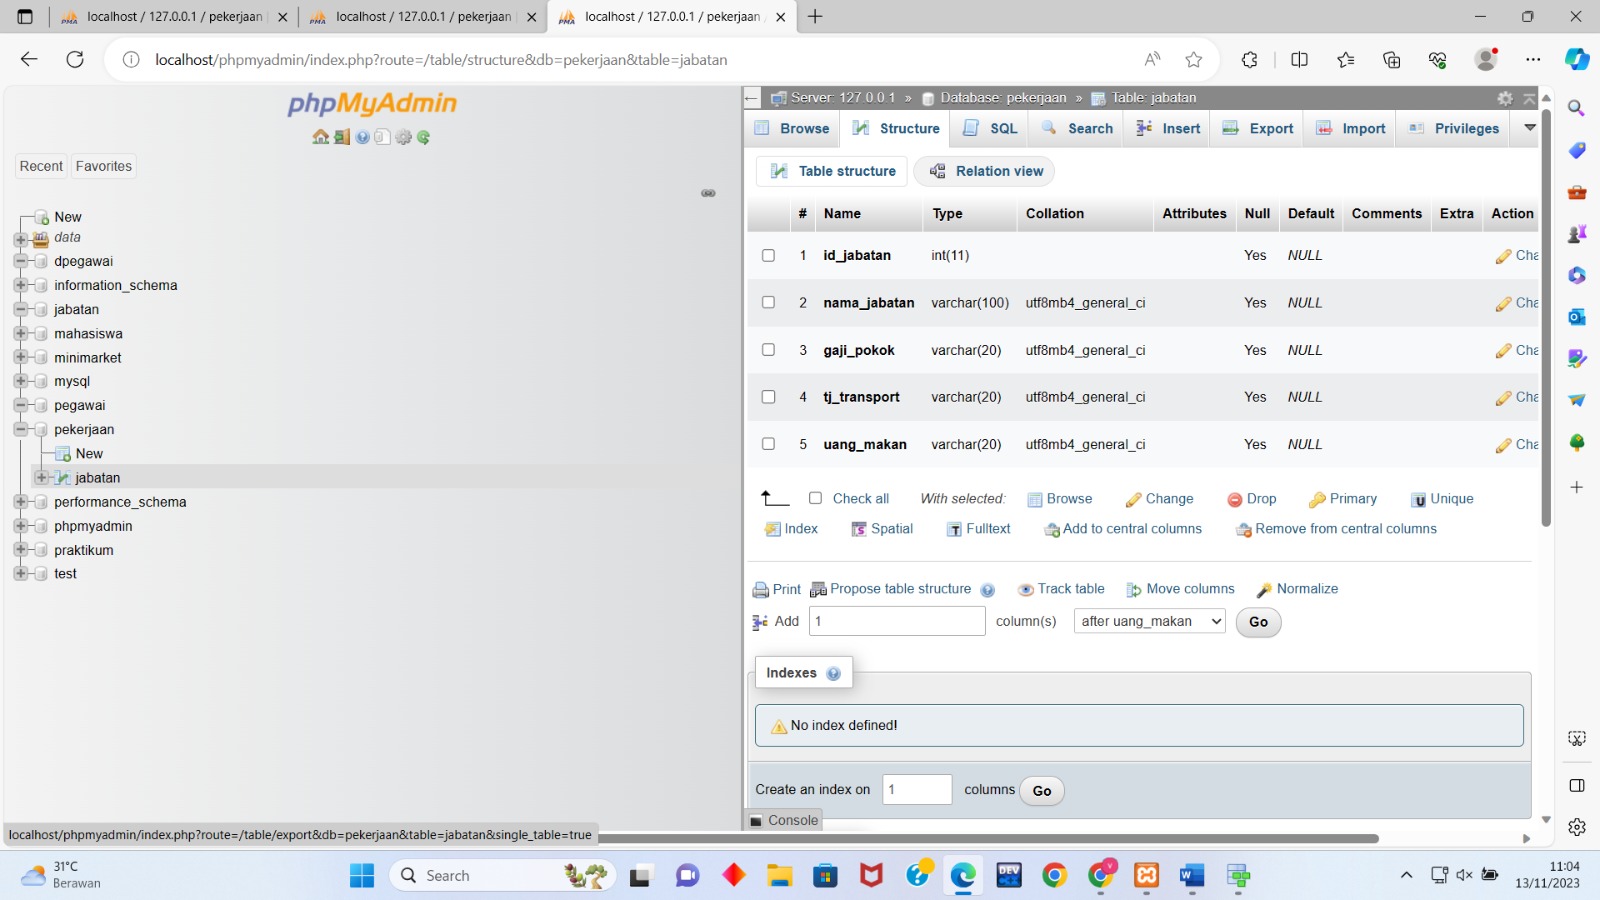 localhost / 127.0.0.1 / pekerjaan
localhost / 127.0.0.1 / pekerjaan
localhost / 127.0.0.1 / pekerjaan /
localhost/phpmyadmin/index.php?route=/table/structure&db=pekerjaan&table=jabatan
phpMyAdmin
Recent Favorites
New
data
dpegawai
information_schema
jabatan
mahasiswa
minimarket
mysql
pegawai
pekerjaan
New
jabatan
performance_schema
phpmyadmin
praktikum
test
Server: 127.0.0.1 » Database: pekerjaan » Table: jabatan
Browse Structure SQL Search Insert Export Import Privileges
Table structure Relation view
# Name Type Collation Attributes Null Default Comments Extra Action
1 id_jabatan int(11) Yes NULL Cha
2 nama_jabatan varchar(100) utf8mb4_general_ci Yes NULL Cha
3 gaji_pokok varchar(20) utf8mb4_general_ci Yes NULL Cha
4 tj_transport varchar(20) utf8mb4_general_ci Yes NULL Cha
5 uang_makan varchar(20) utf8mb4_general_ci Yes NULL Cha
Check all With selected: Browse Change Drop Primary Unique
Index Spatial Fulltext Add to central columns Remove from central columns
Print Propose table structure Track table Move columns Normalize
Add 1 column(s) after uang_makan Go
Indexes
No index defined!
Create an index on 1 columns Go
Console
localhost/phpmyadmin/index.php?route=/table/export&db=pekerjaan&table=jabatan&single_table=true
31°C
Berawan
Search
DEV
11:04
13/11/2023